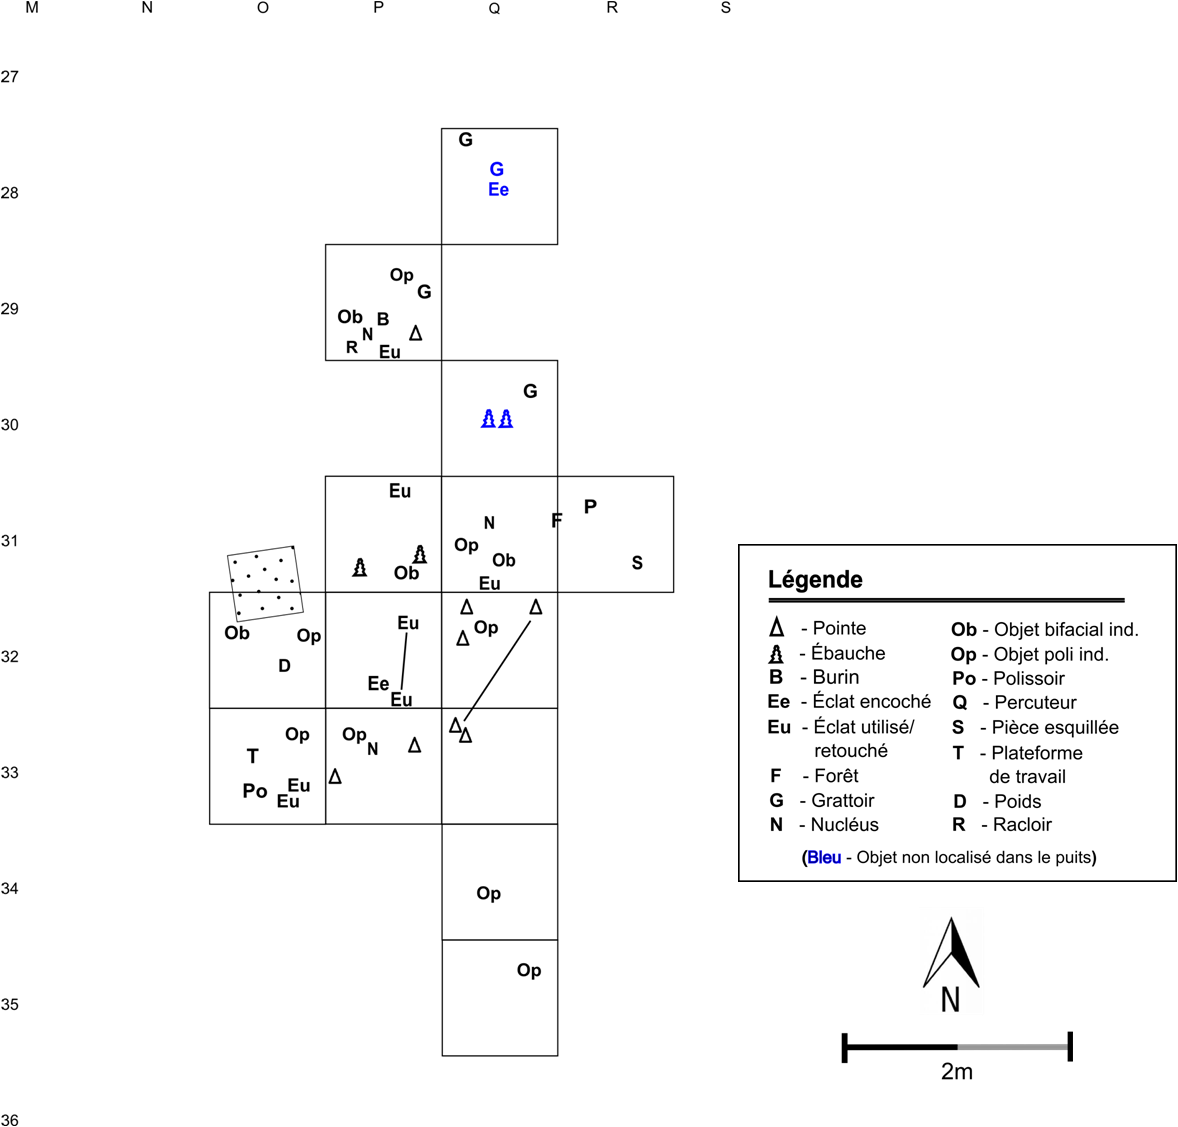 M N O P Q R S
27
G
G
28
Ee
Op
G
29
Ob B
N
R Eu
G
30
Eu
P
N F
31
Op
Ob S
Ob
Eu
Eu
Op
Ob Op
32
D
Ee
Eu
Op Op
N
T
33
Eu
Po
Eu
34
Op
Op
35
36
Légende
- Pointe
- Ébauche
B - Burin
Ee - Éclat encoché
Eu - Éclat utilisé/
retouché
F - Forêt
G - Grattoir
N - Nucléus
Ob - Objet bifacial ind.
Op - Objet poli ind.
Po - Polissoir
Q - Percuteur
S - Pièce esquillée
T - Plateforme
de travail
D - Poids
R - Racloir
(Bleu - Objet non localisé dans le puits)
N
2m